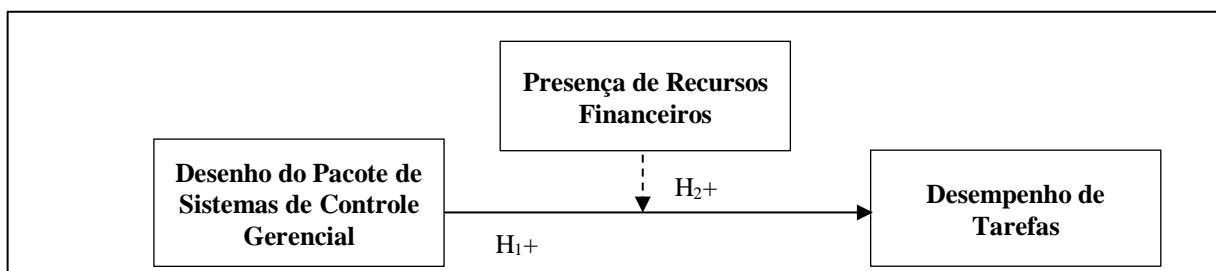 Presença de Recursos
Financeiros
Desenho do Pacote de
Sistemas de Controle
Gerencial
H₂+
Desempenho de
Tarefas
H₁+